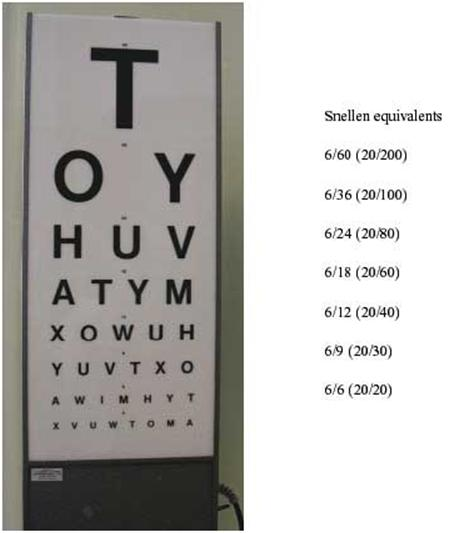 T
O Y
H U V
A T Y M
X O W U H
Y U V T X O
A W I M H Y T
X V U W T O M A
Snellen equivalents
6/60 (20/200)
6/36 (20/100)
6/24 (20/80)
6/18 (20/60)
6/12 (20/40)
6/9 (20/30)
6/6 (20/20)